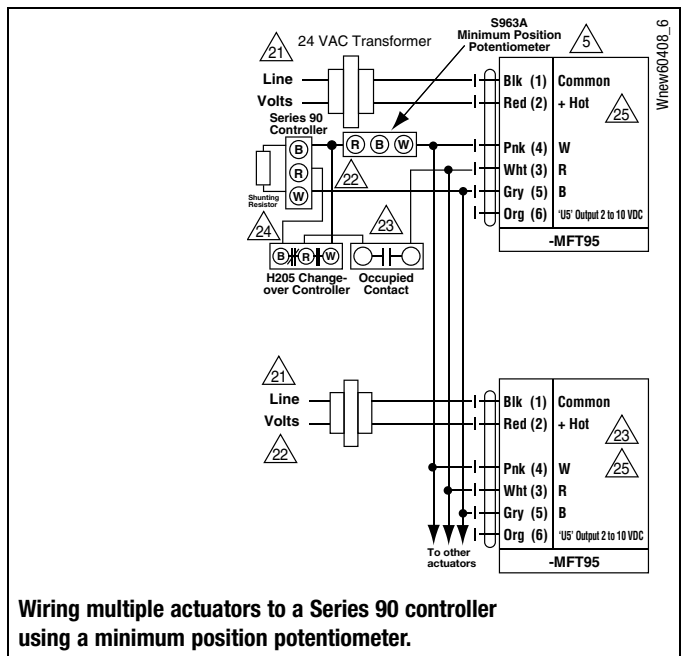 S963A
Minimum Position
Potentiometer
5
21
24 VAC Transformer
Wnew60408_6
Line
Volts
Blk (1) Common
Red (2) + Hot
25
Series 90
Controller
B
R
W
R B W
22
Pnk (4) W
Wht (3) R
Gry (5) B
Org (6) ‘U5’ Output 2 to 10 VDC
-MFT95
Shunting
Resistor
24
23
B R W
H205 Change-
over Controller
Occupied
Contact
21
Line
Volts
22
Blk (1) Common
Red (2) + Hot
23
25
Pnk (4) W
Wht (3) R
Gry (5) B
Org (6) ‘U5’ Output 2 to 10 VDC
-MFT95
To other
actuators
Wiring multiple actuators to a Series 90 controller
using a minimum position potentiometer.